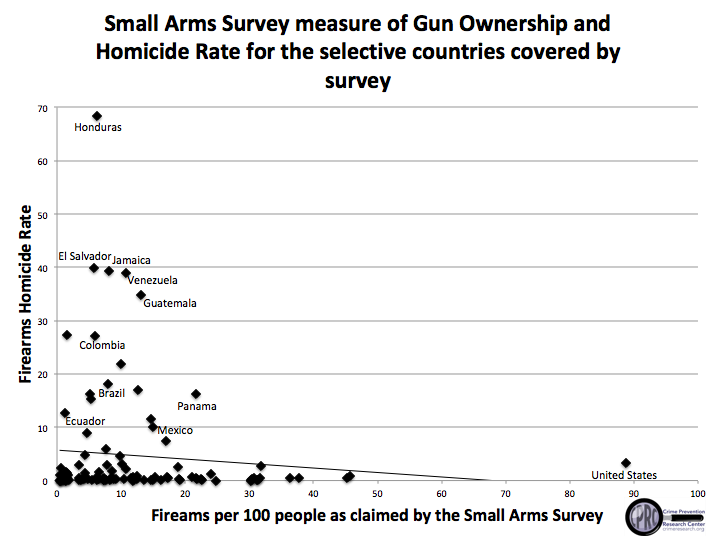 Small Arms Survey measure of Gun Ownership and
Homicide Rate for the selective countries covered by
survey
Firearms Homicide Rate
70
60
50
40
30
20
10
0
Honduras
El Salvador
Jamaica
Venezuela
Guatemala
Colombia
Brazil
Panama
Ecuador
Mexico
United States
0 10 20 30 40 50 60 70 80 90 100
Fireams per 100 people as claimed by the Small Arms Survey
CPRC
Crime Prevention
Research Center
crimeresearch.org